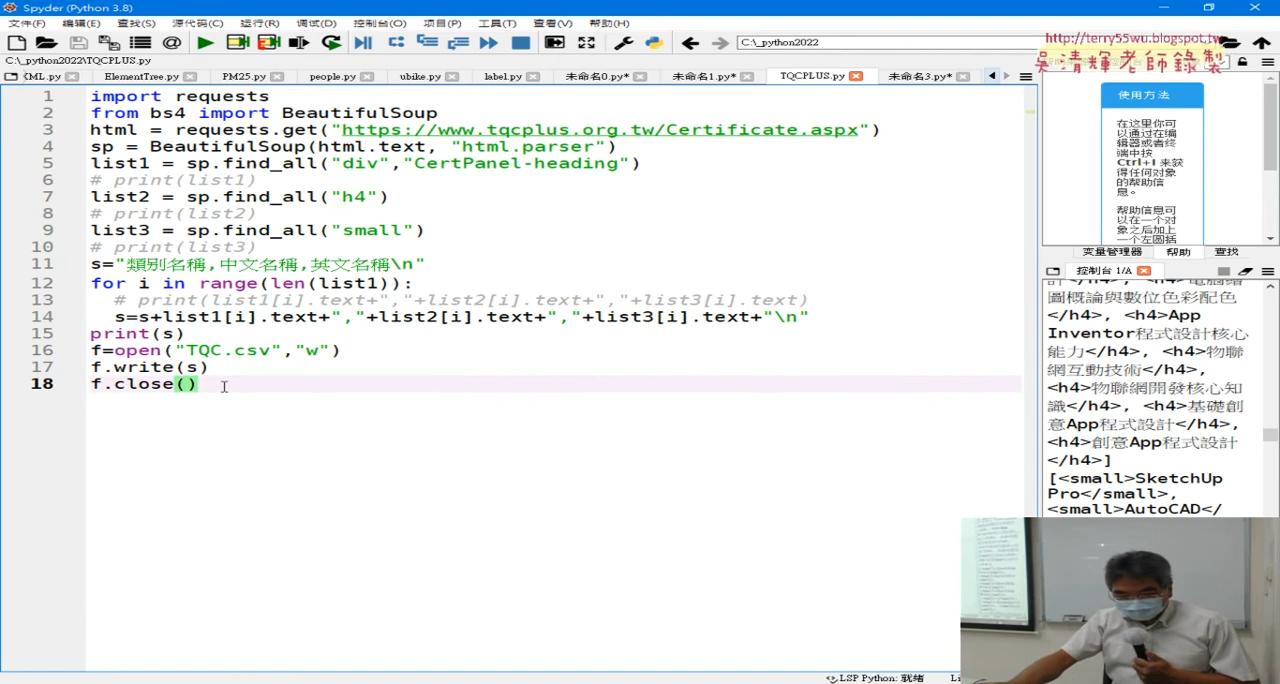 Spyder (Python 3.8)
文件(F) 编辑(E) 查找(S) 源代码(C) 运行(R) 调试(D) 控制台(O) 项目(P) 工具(T) 查看(V) 帮助(H)
C:\_python2022
http://terry55wu.blogspot.tw
吳清輝老師錄製
C:\_python2022\TQCPLUS.py
XML.py ElementTree.py PM25.py people.py ubike.py label.py 未命名0.py* 未命名1.py* TQCPLUS.py 未命名3.py*
1 import requests
2 from bs4 import BeautifulSoup
3 html = requests.get("https://www.tqcplus.org.tw/Certificate.aspx")
4 sp = BeautifulSoup(html.text, "html.parser")
5 list1 = sp.find_all("div","CertPanel-heading")
6 # print(list1)
7 list2 = sp.find_all("h4")
8 # print(list2)
9 list3 = sp.find_all("small")
10 # print(list3)
11 s="類別名稱,中文名稱,英文名稱\n"
12 for i in range(len(list1)):
13 # print(list1[i].text+","+list2[i].text+","+list3[i].text)
14 s=s+list1[i].text+","+list2[i].text+","+list3[i].text+"\n"
15 print(s)
16 f=open("TQC.csv","w")
17 f.write(s)
18 f.close()
使用方法
在这里你可
以通过在编
辑器或者终
端中按
Ctrl+I 来获
得任何对象
的帮助信
息。
帮助信息可
以在一个对
象之后加上
一个左圆括
变量管理器 帮助 查找
控制台 1/A
圖概論與數位色彩配色
</h4>, <h4>App
Inventor程式設計核心
能力</h4>, <h4>物聯
網互動技術</h4>,
<h4>物聯網開發核心知
識</h4>, <h4>基礎創
意App程式設計</h4>,
<h4>創意App程式設計
</h4>]
[<small>SketchUp
Pro</small>,
<small>AutoCAD</
LSP Python: 就绪